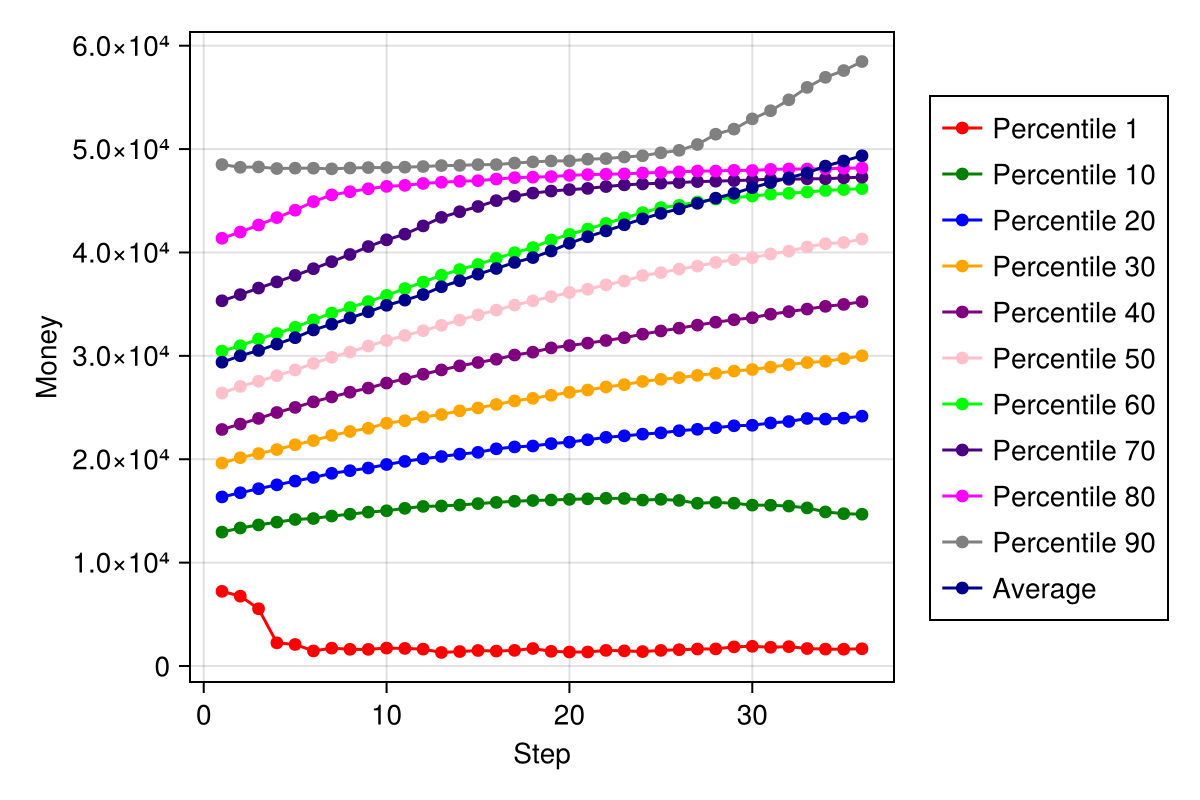 6.0×10⁴
5.0×10⁴
4.0×10⁴
3.0×10⁴
2.0×10⁴
1.0×10⁴
0
Money
0 10 20 30
Step
Percentile 1
Percentile 10
Percentile 20
Percentile 30
Percentile 40
Percentile 50
Percentile 60
Percentile 70
Percentile 80
Percentile 90
Average